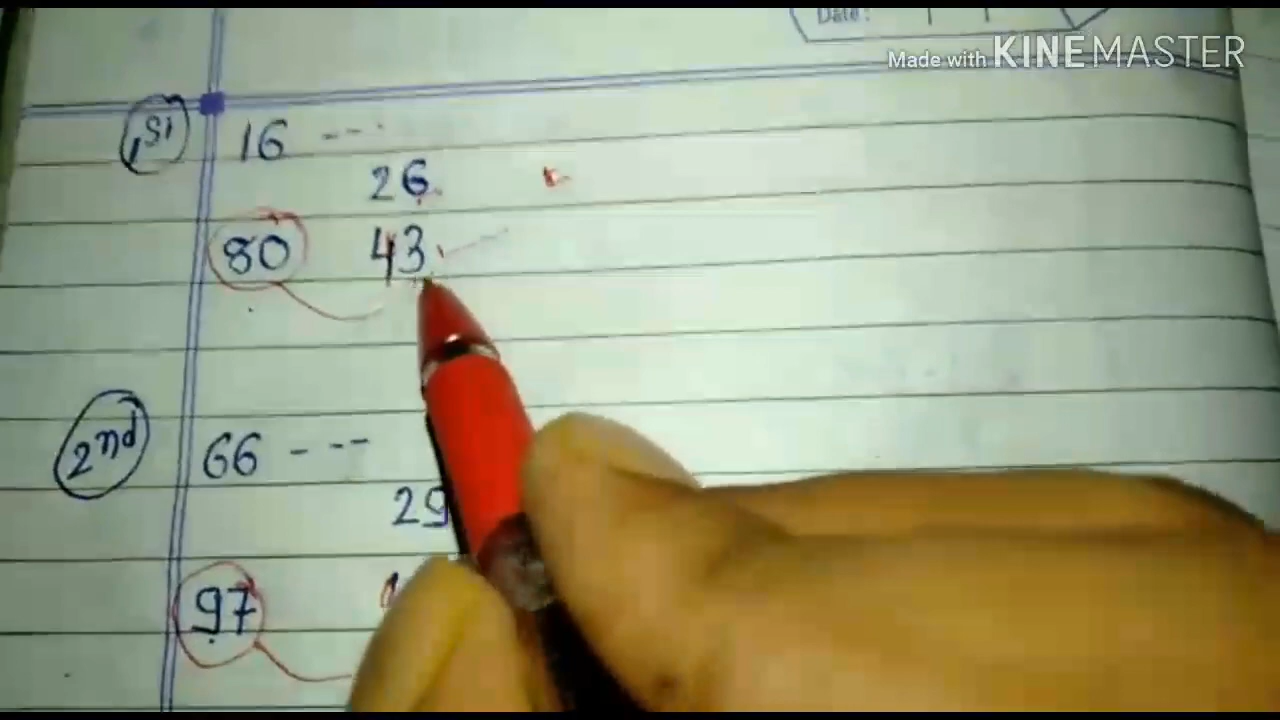 Date:
Made with KINEMASTER
1st 16 ---
26
80 43
2nd 66 ---
29
97